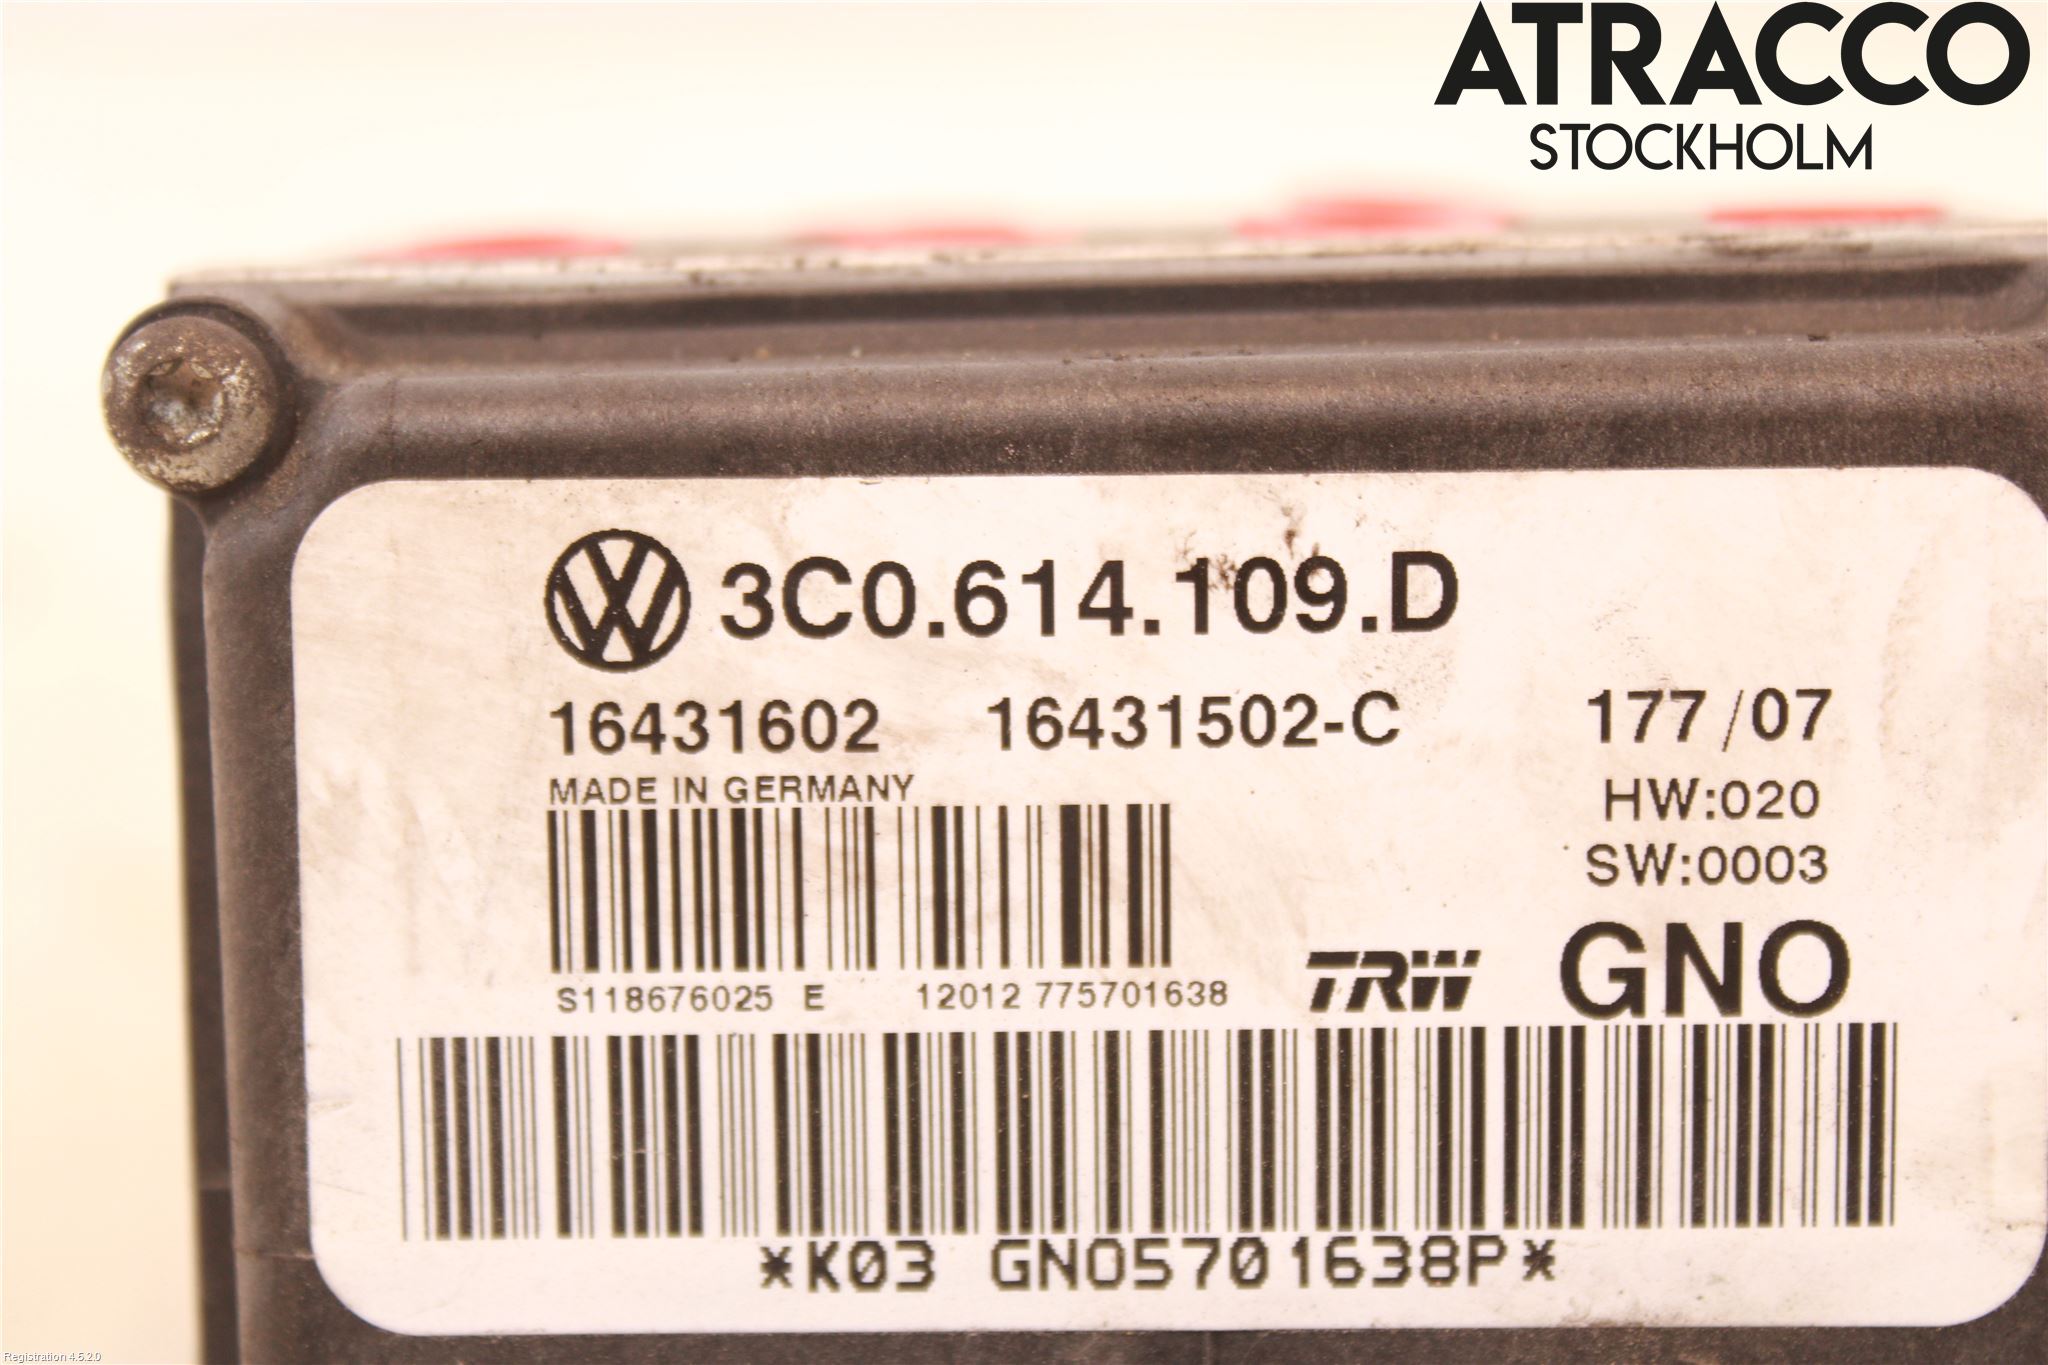 ATRACCO
STOCKHOLM
3C0.614.109.D
16431602 16431502-C 177/07
MADE IN GERMANY HW:020
SW:0003
S118676025 E 12012 775701638 TRW GNO
*K03 GNO5701638P*
Registration 4.5.2.0